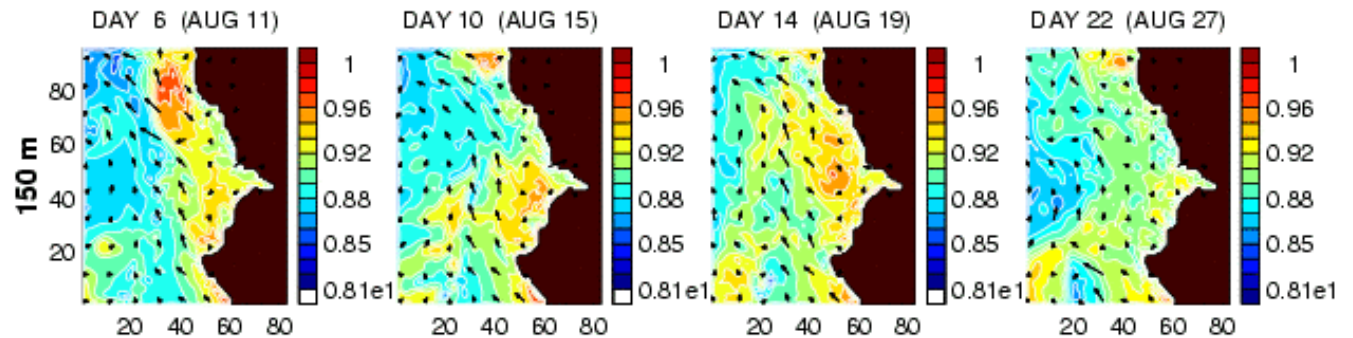 DAY 6 (AUG 11) DAY 10 (AUG 15) DAY 14 (AUG 19) DAY 22 (AUG 27)
1 1 1 1
80
0.96 0.96 0.96 0.96
60
0.92 0.92 0.92 0.92
150 m
40
0.88 0.88 0.88 0.88
20
0.85 0.85 0.85 0.85
0.81e1 0.81e1 0.81e1 0.81e1
20 40 60 80 20 40 60 80 20 40 60 80 20 40 60 80